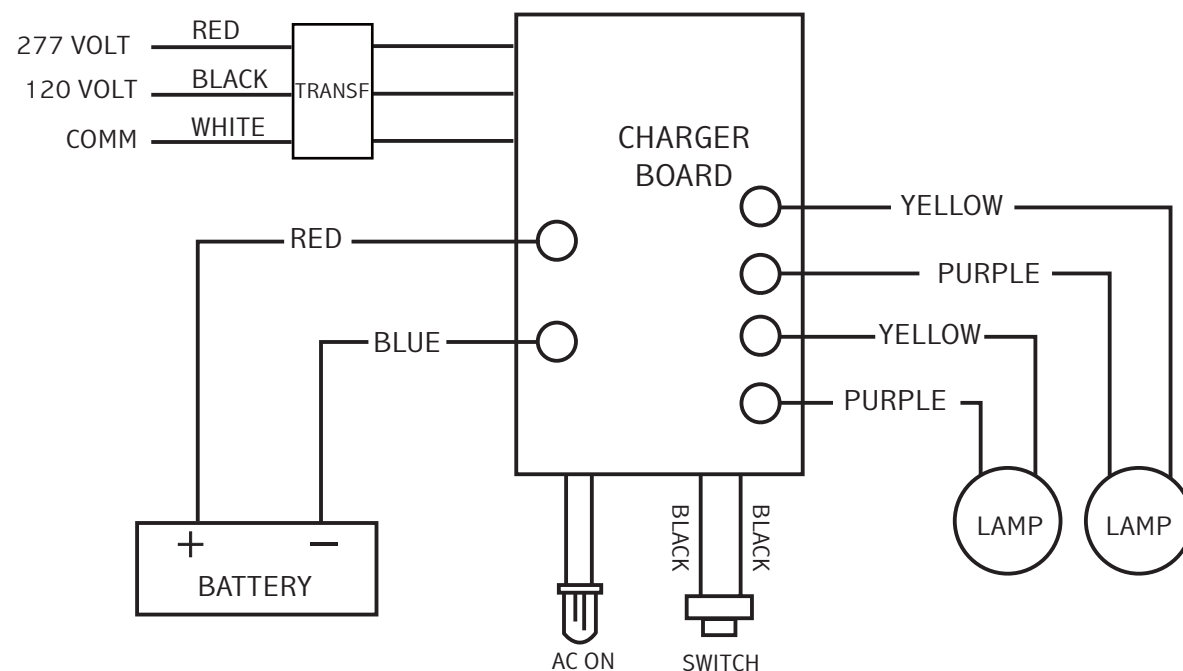 277 VOLT
RED
120 VOLT
BLACK
COMM
WHITE
TRANSF
CHARGER
BOARD
YELLOW
RED
PURPLE
BLUE
YELLOW
PURPLE
+
−
BATTERY
BLACK
BLACK
LAMP
LAMP
AC ON
SWITCH